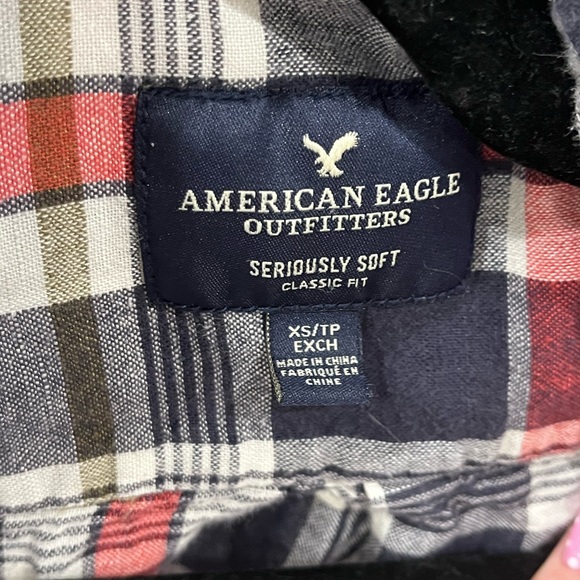 AMERICAN EAGLE
OUTFITTERS
SERIOUSLY SOFT
CLASSIC FIT
XS/TP
EXCH
MADE IN CHINA
FABRIQUÉ EN
CHINE